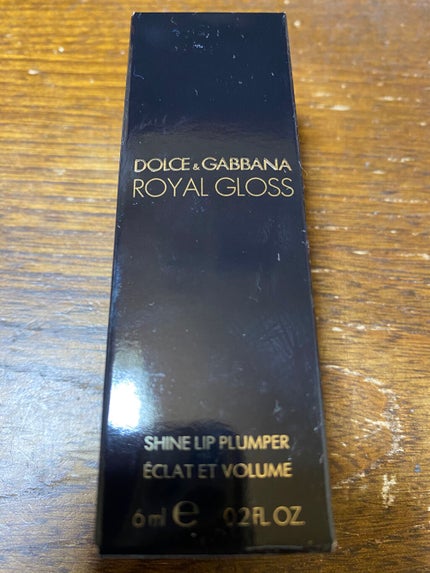 DOLCE & GABBANA
ROYAL GLOSS
SHINE LIP PLUMPER
ÉCLAT ET VOLUME
6 ml ℮ 0.2 FL. OZ.